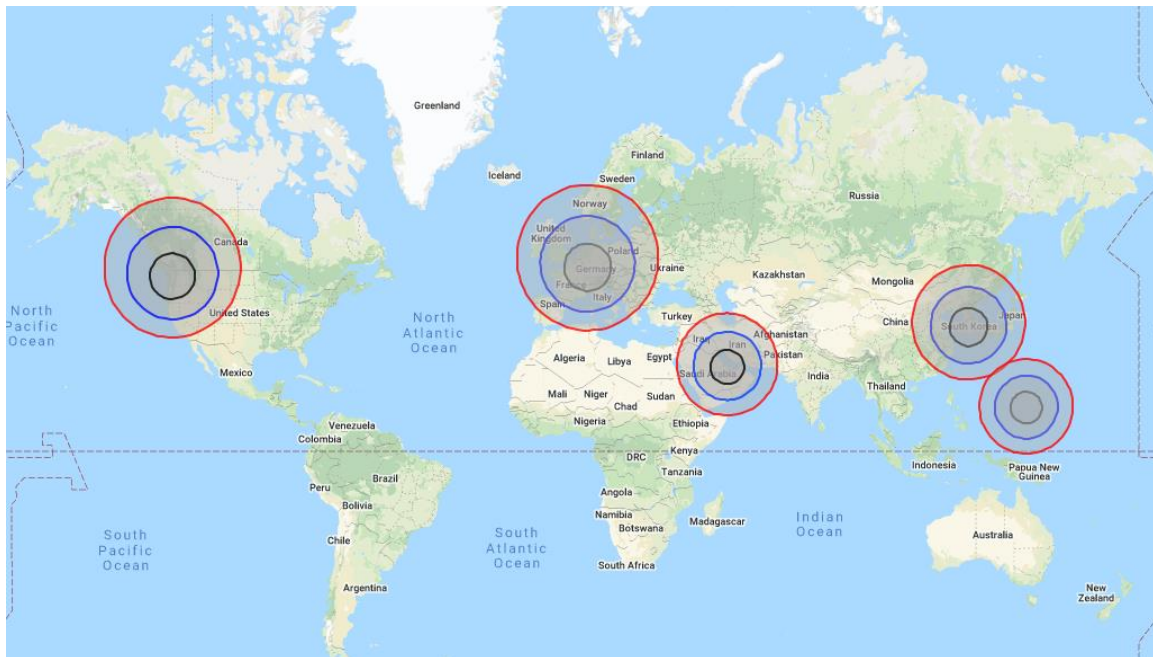 Greenland
Iceland
Finland
Sweden
Norway
Russia
United
Kingdom
Canada
Poland
Germany
Ukraine
Kazakhstan
Mongolia
France
Italy
Spain
North
Pacific
Ocean
United States
North
Atlantic
Ocean
Turkey
China
Japan
South Korea
Iraq
Iran
Afghanistan
Pakistan
Algeria
Libya
Egypt
Saudi Arabia
India
Mexico
Mali
Niger
Chad
Sudan
Thailand
Venezuela
Nigeria
Ethiopia
Colombia
DRC
Kenya
Tanzania
Indonesia
Papua New
Guinea
Peru
Brazil
Bolivia
Angola
Namibia
Botswana
Madagascar
Indian
Ocean
South
Pacific
Ocean
Chile
South
Atlantic
Ocean
South Africa
Australia
Argentina
New
Zealand